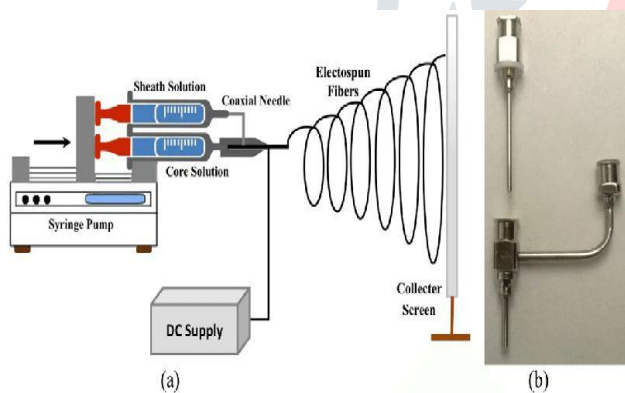 Sheath Solution
Coaxial Needle
Electospun
Fibers
Core Solution
Syringe Pump
Collecter
Screen
DC Supply
(a)
(b)